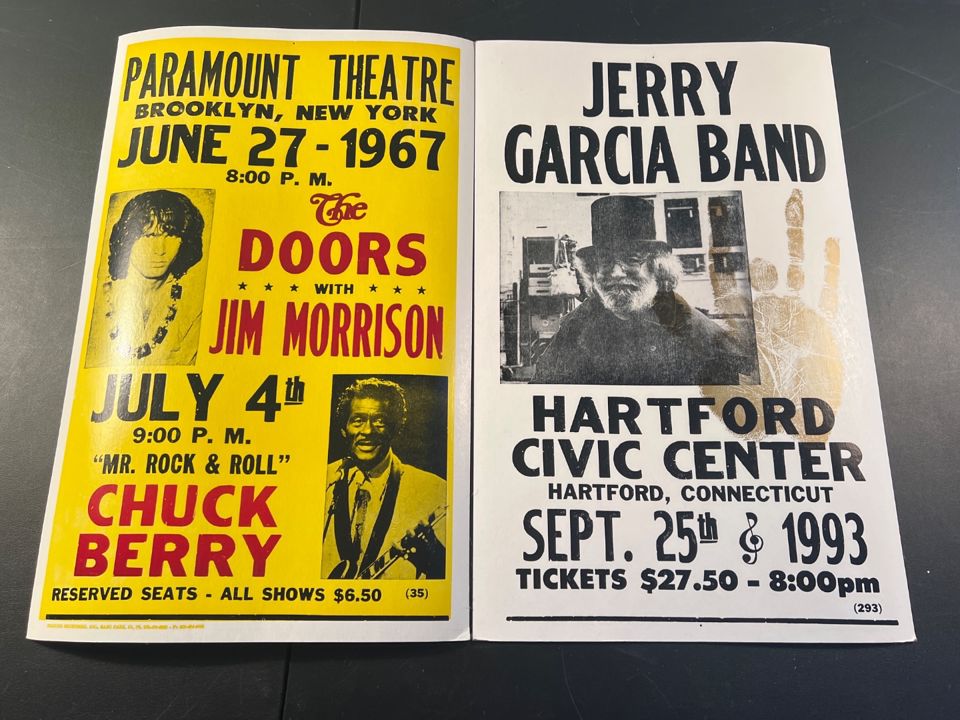 PARAMOUNT THEATRE
BROOKLYN, NEW YORK
JUNE 27 - 1967
8:00 P. M.
The
DOORS
★ ★ ★ WITH ★ ★ ★
JIM MORRISON
JULY 4th
9:00 P. M.
"MR. ROCK & ROLL"
CHUCK
BERRY
RESERVED SEATS - ALL SHOWS $6.50 (35)
JERRY
GARCIA BAND
HARTFORD
CIVIC CENTER
HARTFORD, CONNECTICUT
SEPT. 25th 1993
TICKETS $27.50 - 8:00pm
(293)